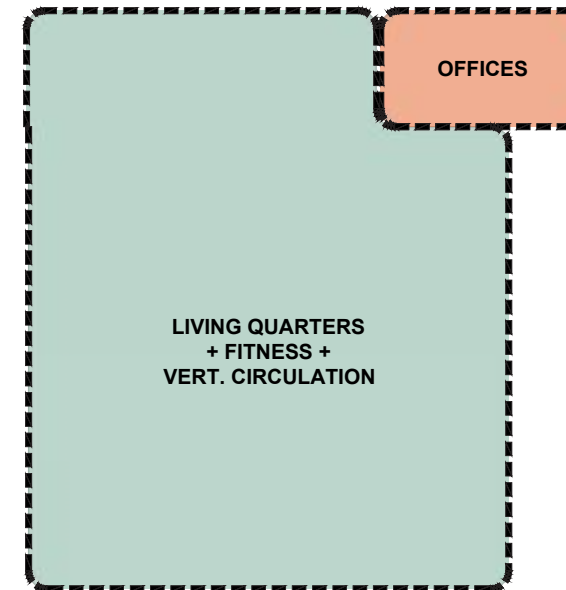 OFFICES
LIVING QUARTERS
+ FITNESS +
VERT. CIRCULATION